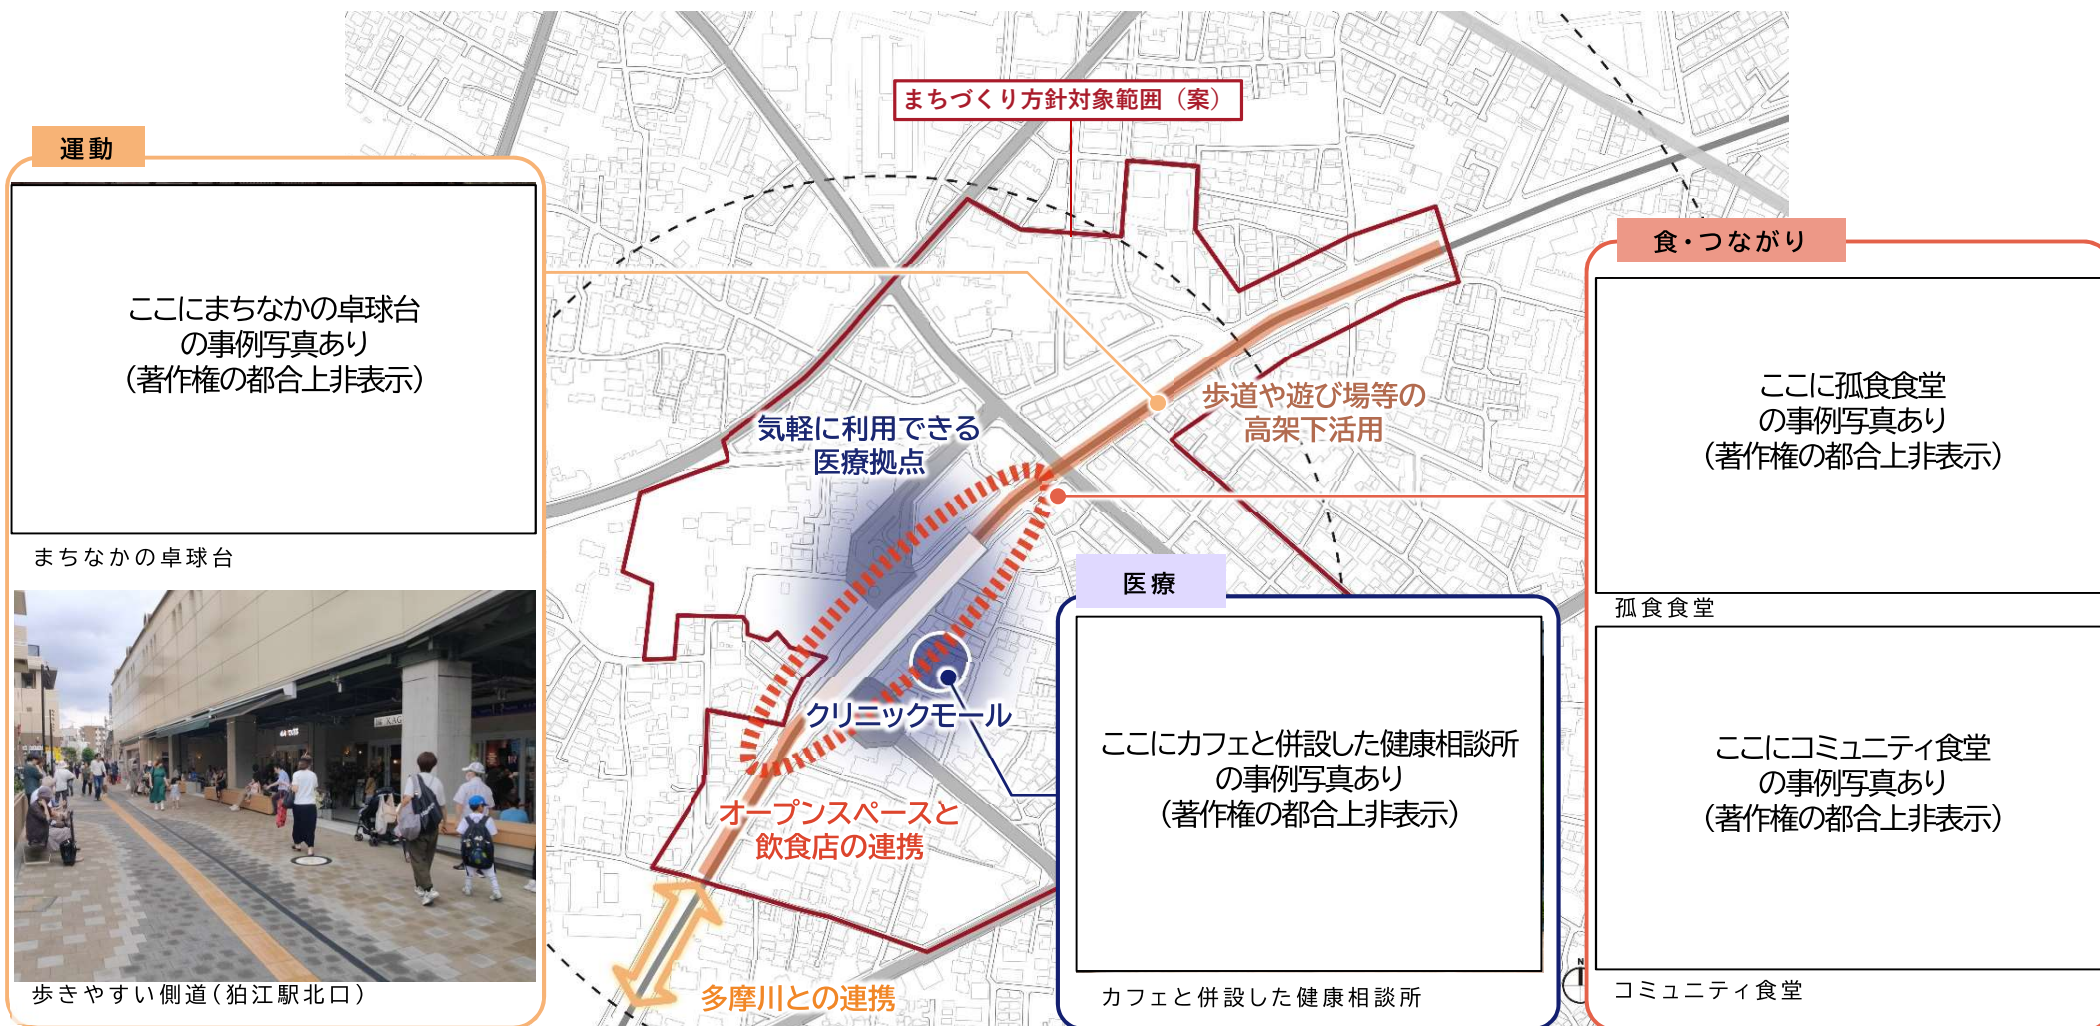 まちづくり方針対象範囲（案）
運動
ここにまちなかの卓球台
の事例写真あり
（著作権の都合上非表示）
まちなかの卓球台
歩きやすい側道（狛江駅北口）
気軽に利用できる
医療拠点
歩道や遊び場等の
高架下活用
クリニックモール
オープンスペースと
飲食店の連携
多摩川との連携
医療
ここにカフェと併設した健康相談所
の事例写真あり
（著作権の都合上非表示）
カフェと併設した健康相談所
食・つながり
ここに孤食食堂
の事例写真あり
（著作権の都合上非表示）
孤食食堂
ここにコミュニティ食堂
の事例写真あり
（著作権の都合上非表示）
コミュニティ食堂
N